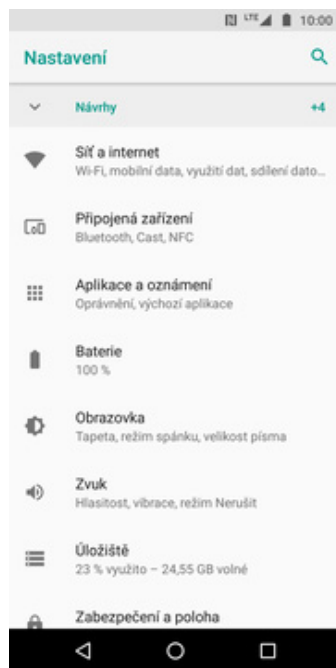 LTE 10:00
Nastavení
Návrhy +4
Síť a internet
Wi-Fi, mobilní data, využití dat, sdílení dato...
Připojená zařízení
Bluetooth, Cast, NFC
Aplikace a oznámení
Oprávnění, výchozí aplikace
Baterie
100 %
Obrazovka
Tapeta, režim spánku, velikost písma
Zvuk
Hlasitost, vibrace, režim Nerušit
Úložiště
23 % využito – 24,55 GB volné
Zabezpečení a poloha